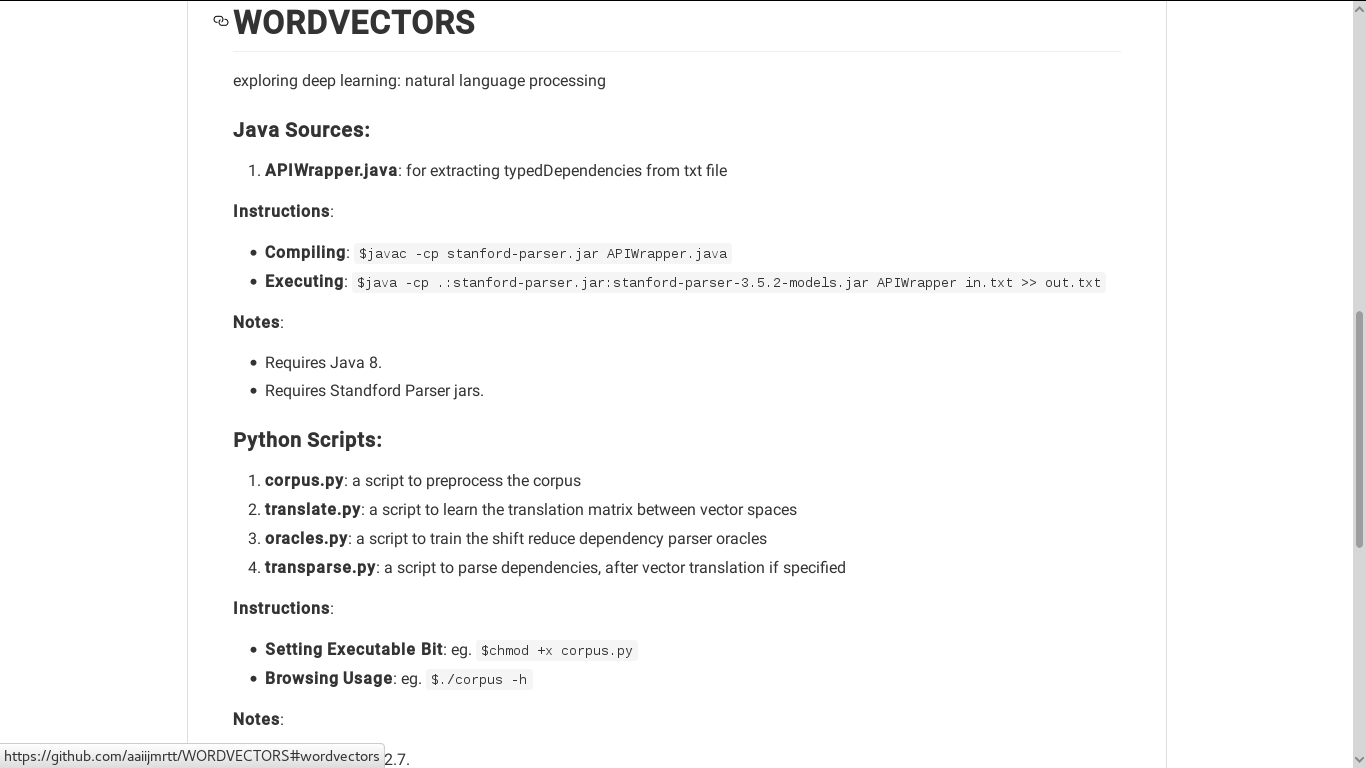 WORDVECTORS
exploring deep learning: natural language processing
Java Sources:
1. APIWrapper.java: for extracting typedDependencies from txt file
Instructions:
• Compiling: $javac -cp stanford-parser.jar APIWrapper.java
• Executing: $java -cp .:stanford-parser.jar:stanford-parser-3.5.2-models.jar APIWrapper in.txt >> out.txt
Notes:
• Requires Java 8.
• Requires Standford Parser jars.
Python Scripts:
1. corpus.py: a script to preprocess the corpus
2. translate.py: a script to learn the translation matrix between vector spaces
3. oracles.py: a script to train the shift reduce dependency parser oracles
4. transparse.py: a script to parse dependencies, after vector translation if specified
Instructions:
• Setting Executable Bit: eg. $chmod +x corpus.py
• Browsing Usage: eg. $./corpus -h
Notes:
https://github.com/aaiijmrtt/WORDVECTORS#wordvectors 2.7.